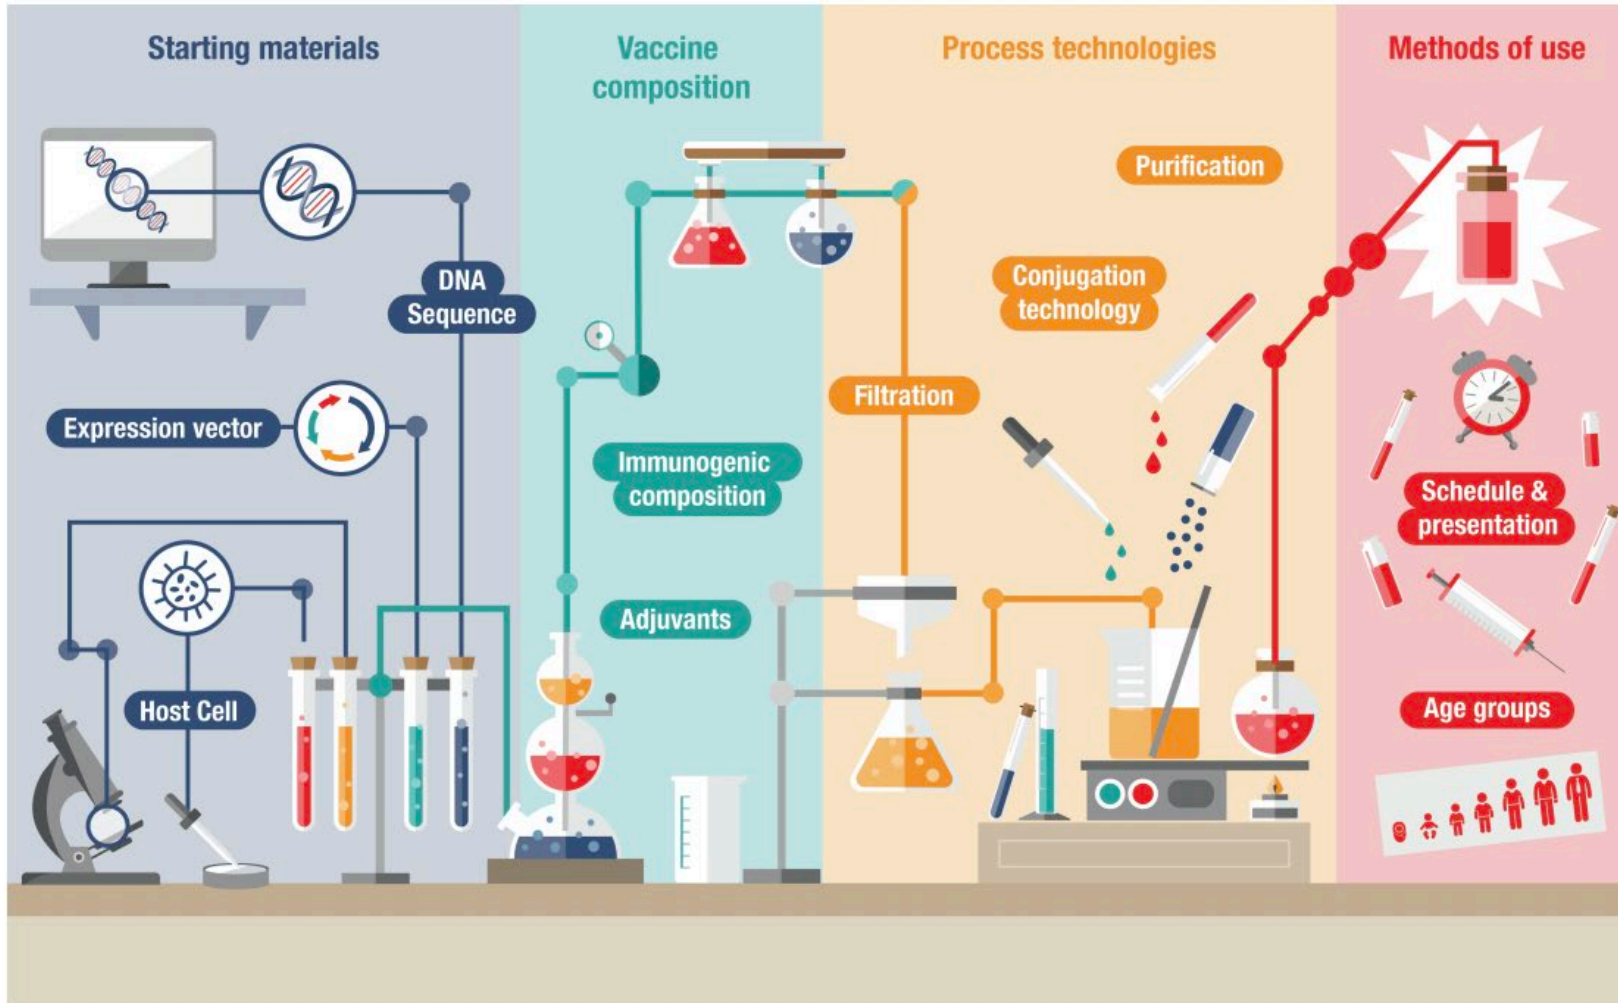 Starting materials
DNA
Sequence
Expression vector
Host Cell
Vaccine
composition
Immunogenic
composition
Adjuvants
Process technologies
Purification
Conjugation
technology
Filtration
Methods of use
Schedule &
presentation
Age groups